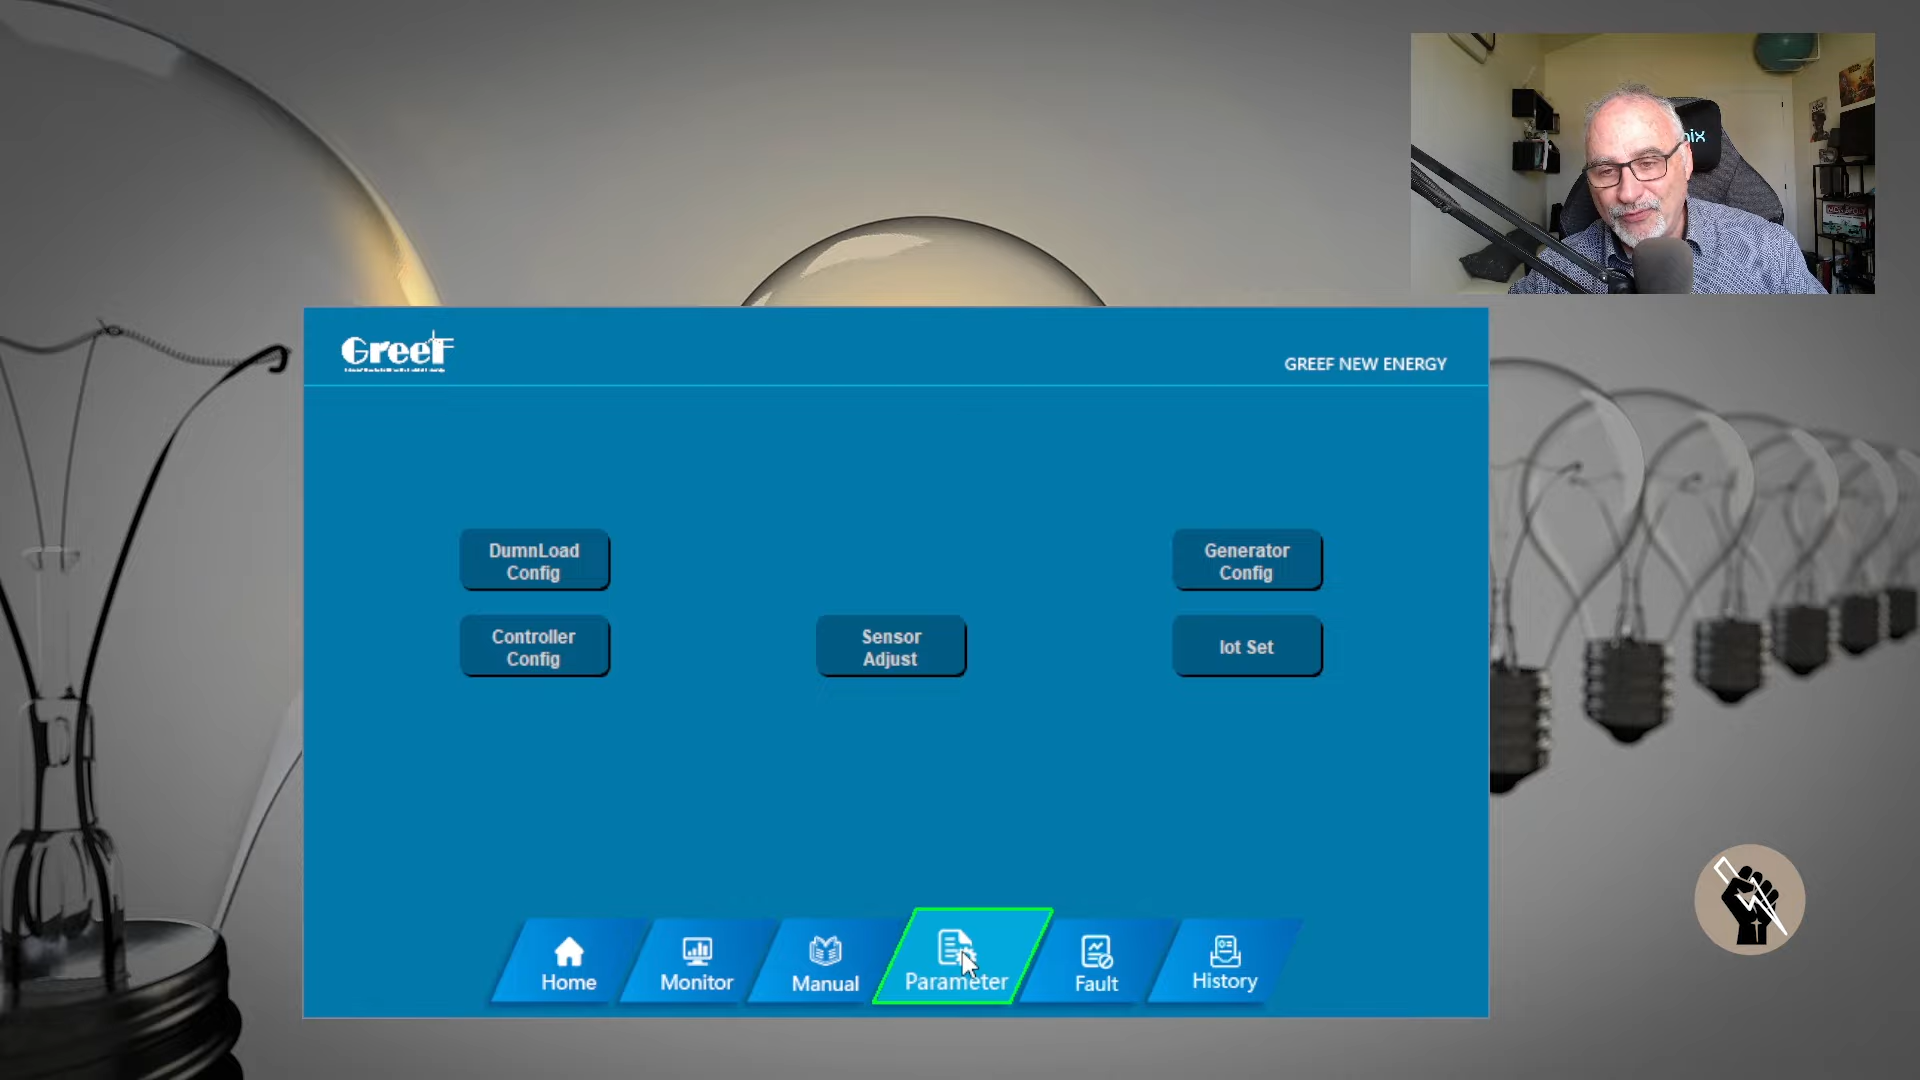 nix
GreeF
GREEF NEW ENERGY
DumnLoad
Config
Generator
Config
Controller
Config
Sensor
Adjust
Iot Set
Home
Monitor
Manual
Parameter
Fault
History